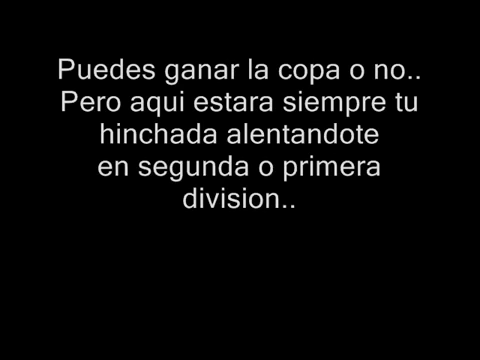 Puedes ganar la copa o no..
Pero aqui estara siempre tu
hinchada alentandote
en segunda o primera
division..